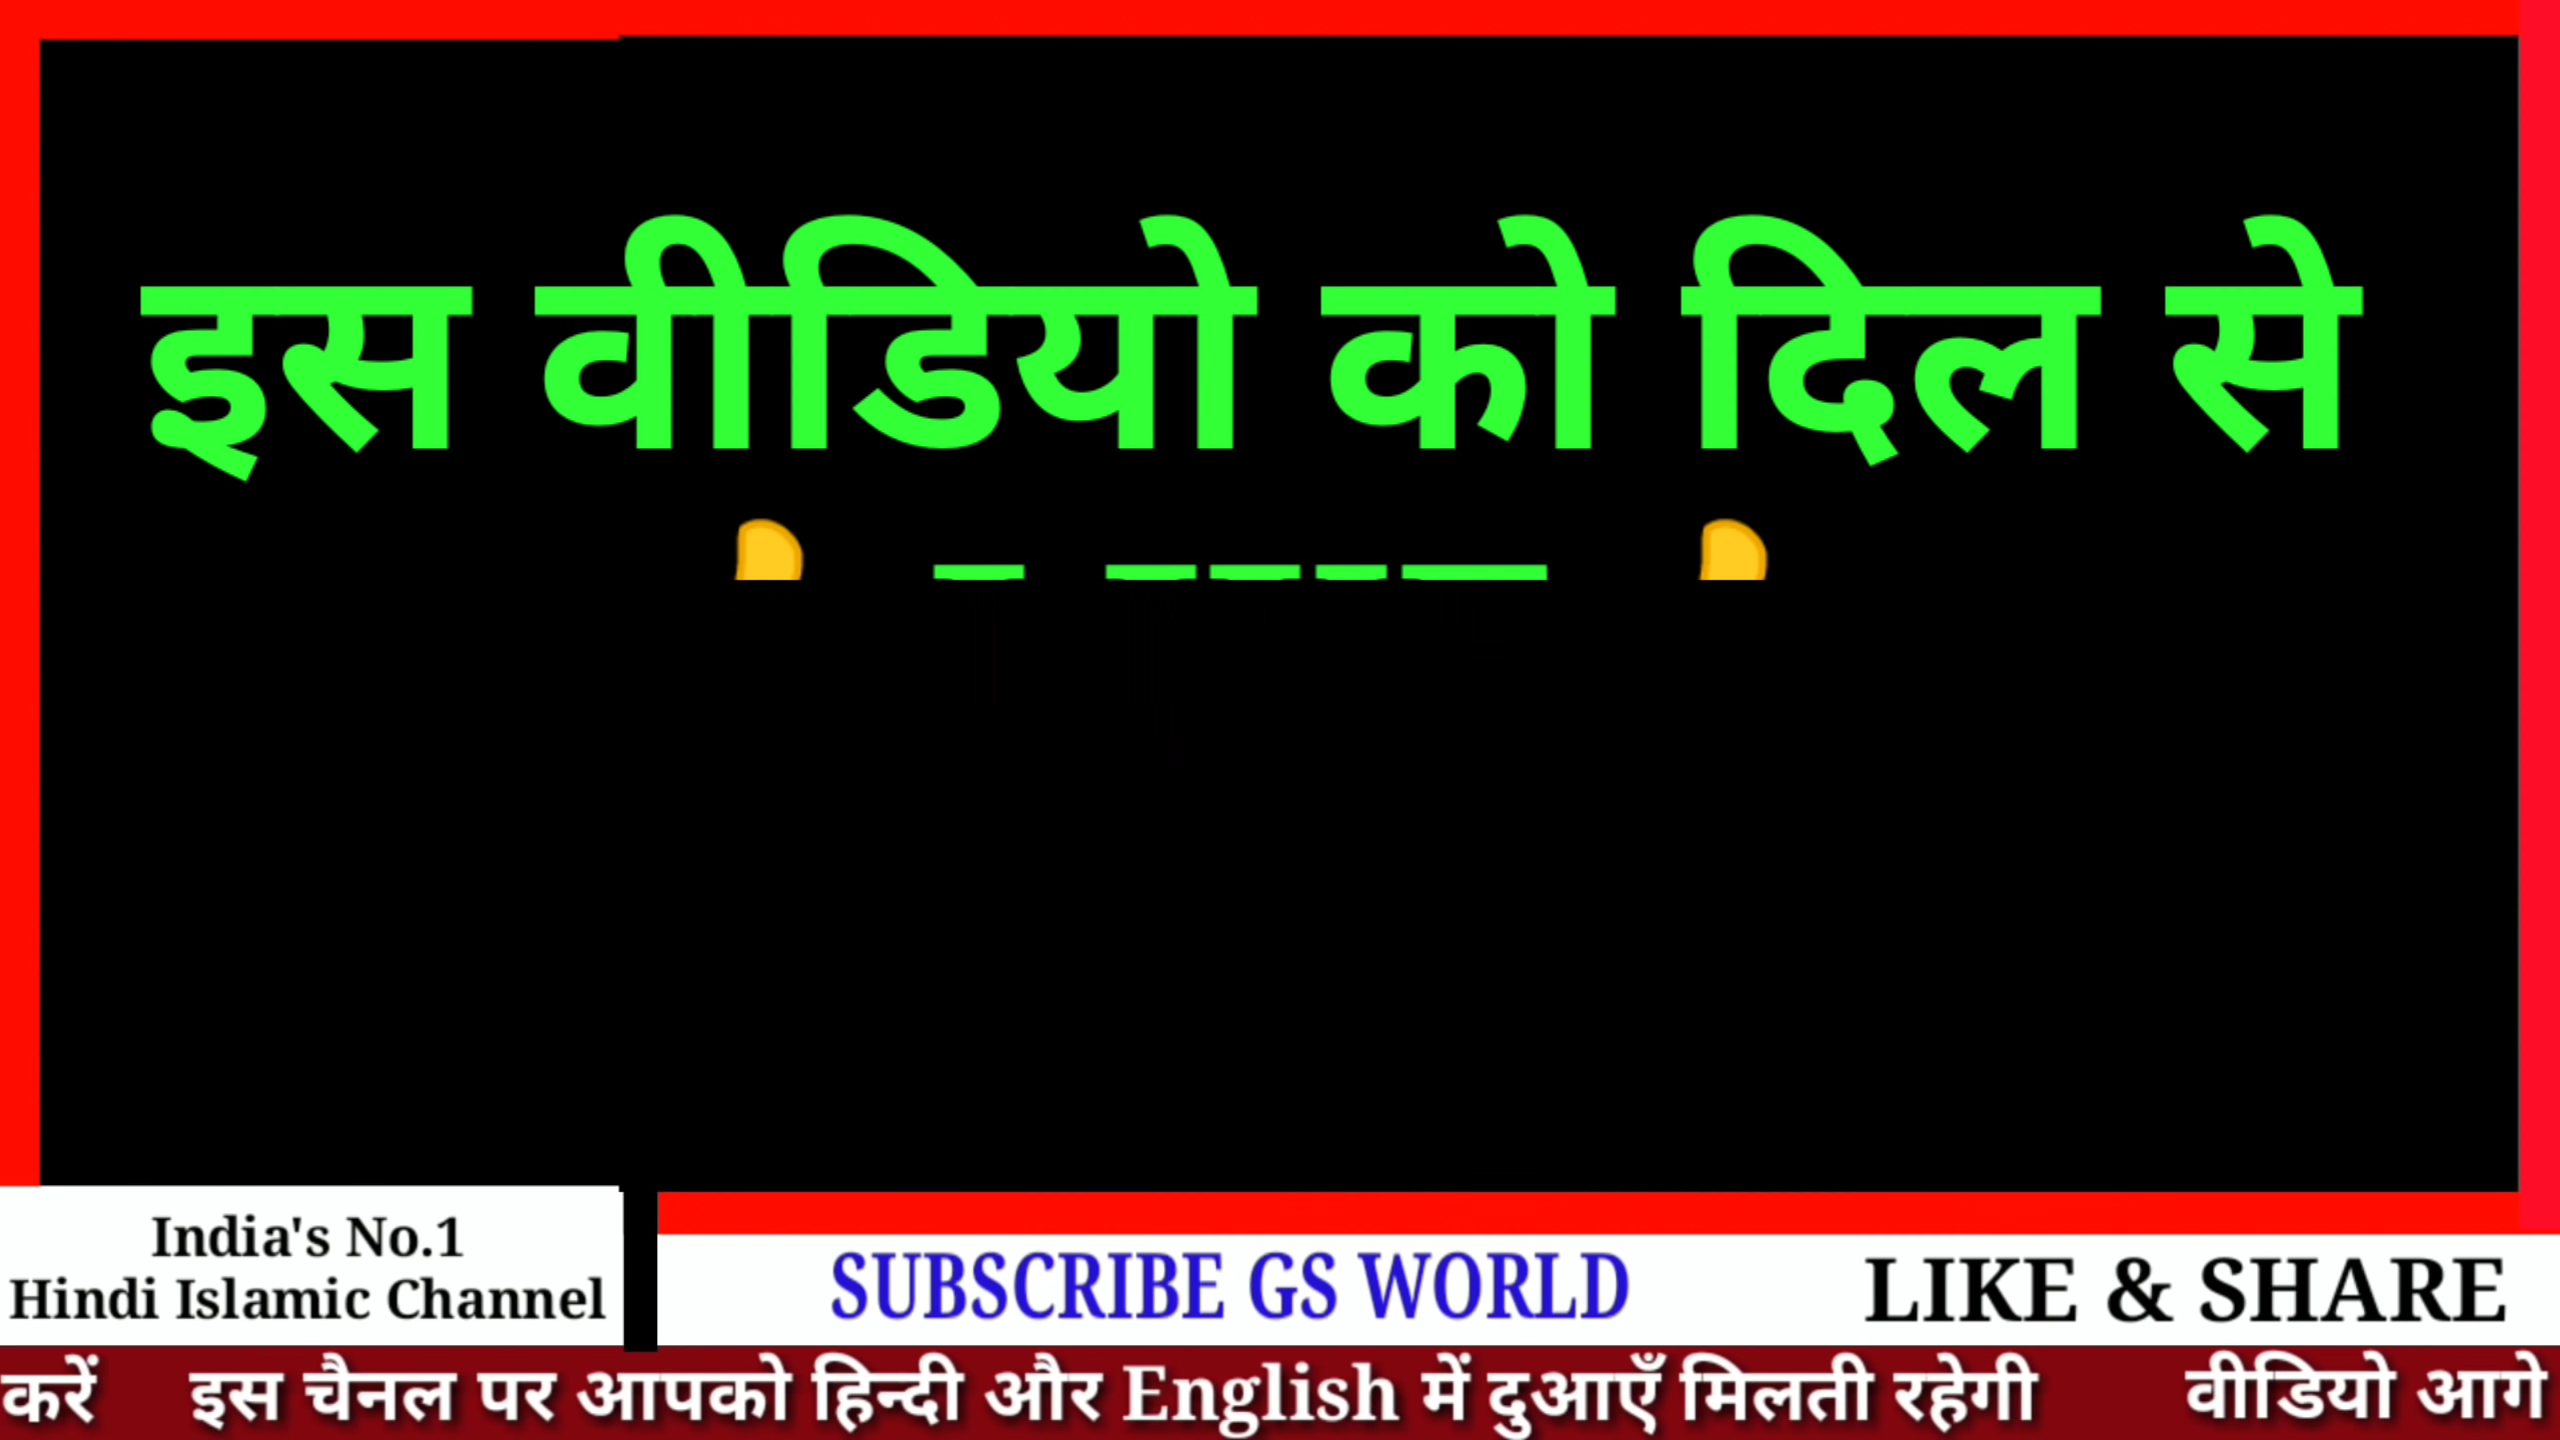 इस वीडियो को दिल से
India's No.1
Hindi Islamic Channel
SUBSCRIBE GS WORLD
LIKE & SHARE
करें इस चैनल पर आपको हिन्दी और English में दुआएँ मिलती रहेगी वीडियो आगे